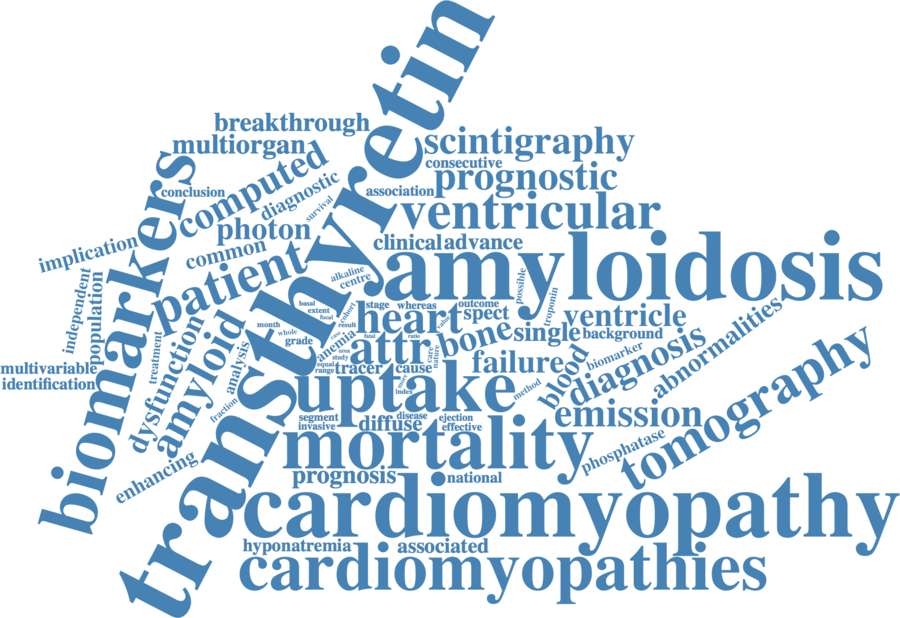 transthyretin
breakthrough
multiorgan
scintigraphy
consecutive
biomarkers
computed
conclusion
diagnostic
association
prognostic
survival
ventricular
photon
implication
common
clinical
advance
patient
alkaline
centre
amyloidosis
independent
population
possible
troponin
basal
extent
focal
cohort
stage
whereas
outcome
spect
ventricle
heart
value
result
month
whole
grade
case
fatal
ratio
bone
single
background
abnormalities
treatment
dysfunction
amyloid
analysis
anemia
urea
study
attr
care
nature
failure
blood
biomarker
diagnosis
tomography
multivariable
identification
equal
range
tracer
cause
uptake
index
method
fraction
segment
invasive
diffuse
disease
ejection
effective
emission
mortality
phosphatase
enhancing
prognosis
national
cardiomyopathy
hyponatremia
associated
cardiomyopathies